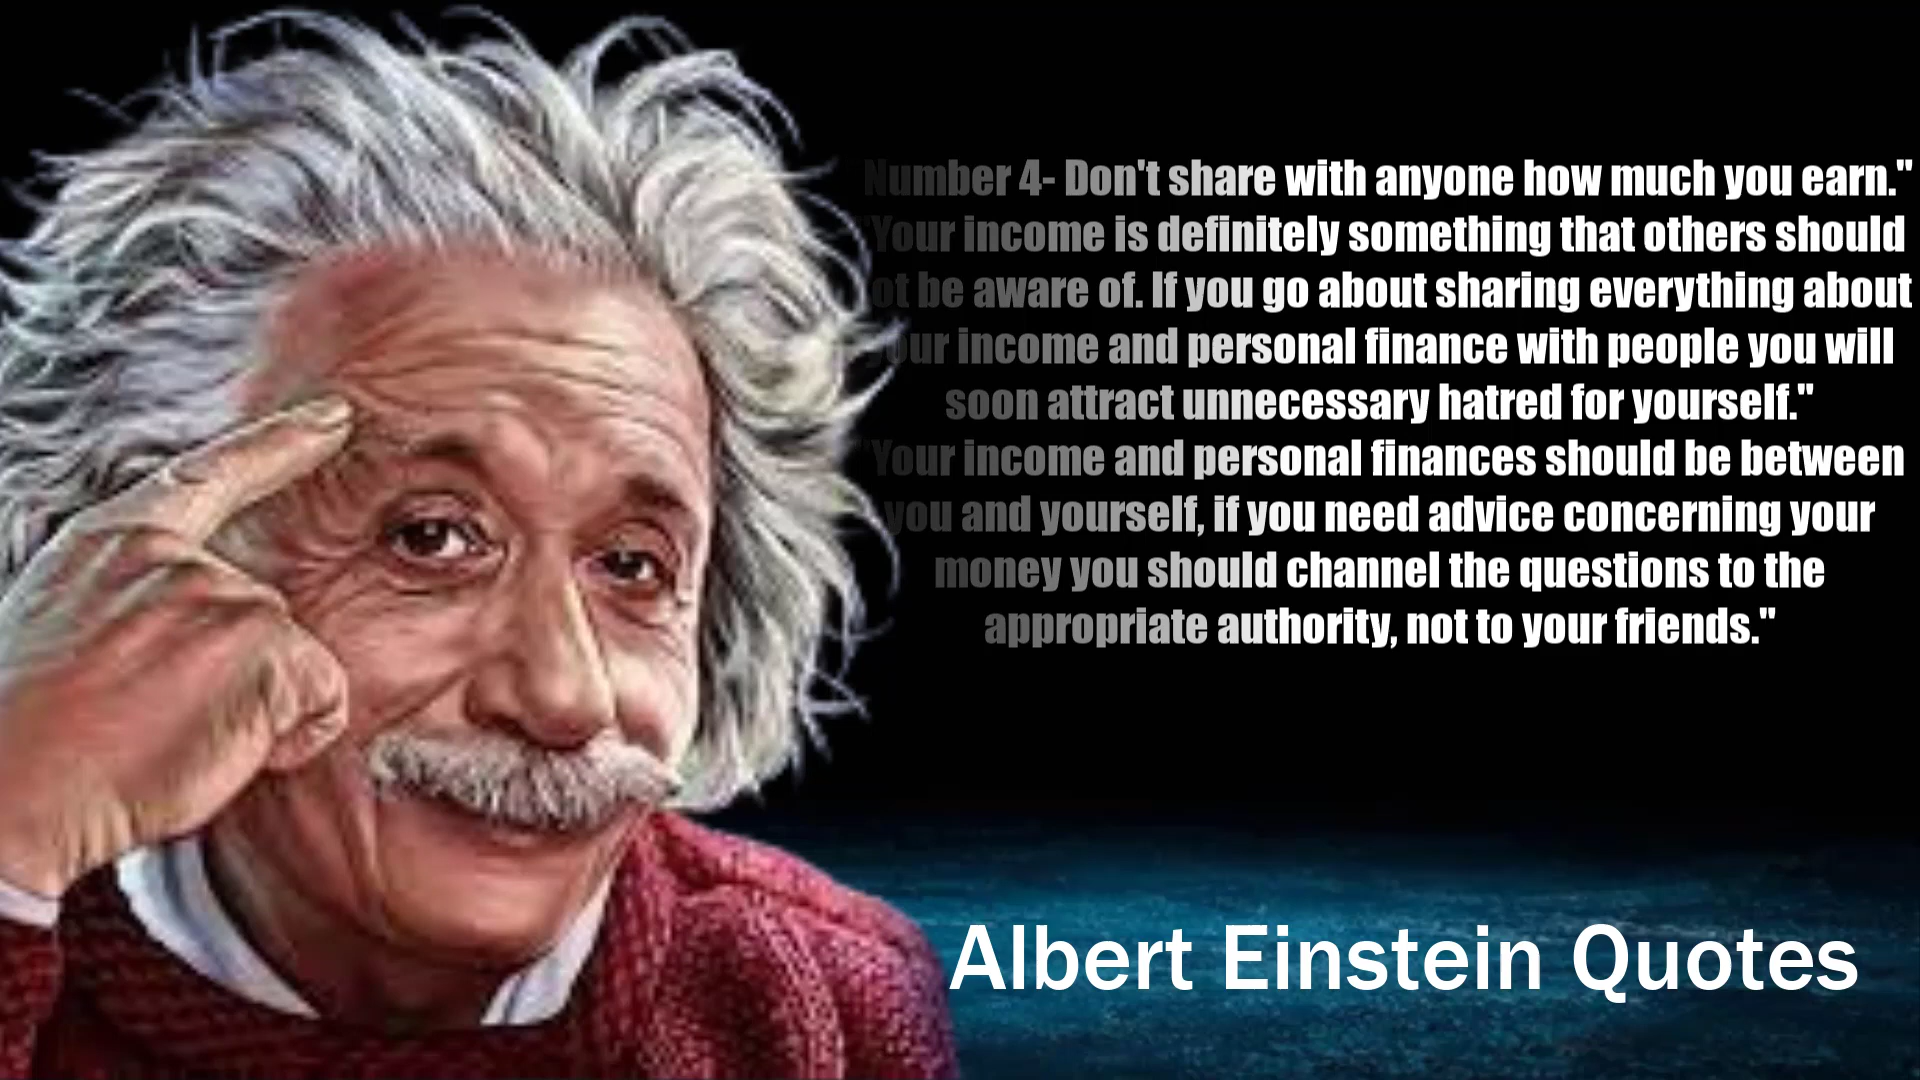 "Number 4- Don't share with anyone how much you earn."
"Your income is definitely something that others should
not be aware of. If you go about sharing everything about
your income and personal finance with people you will
soon attract unnecessary hatred for yourself."
"Your income and personal finances should be between
you and yourself, if you need advice concerning your
money you should channel the questions to the
appropriate authority, not to your friends."
Albert Einstein Quotes